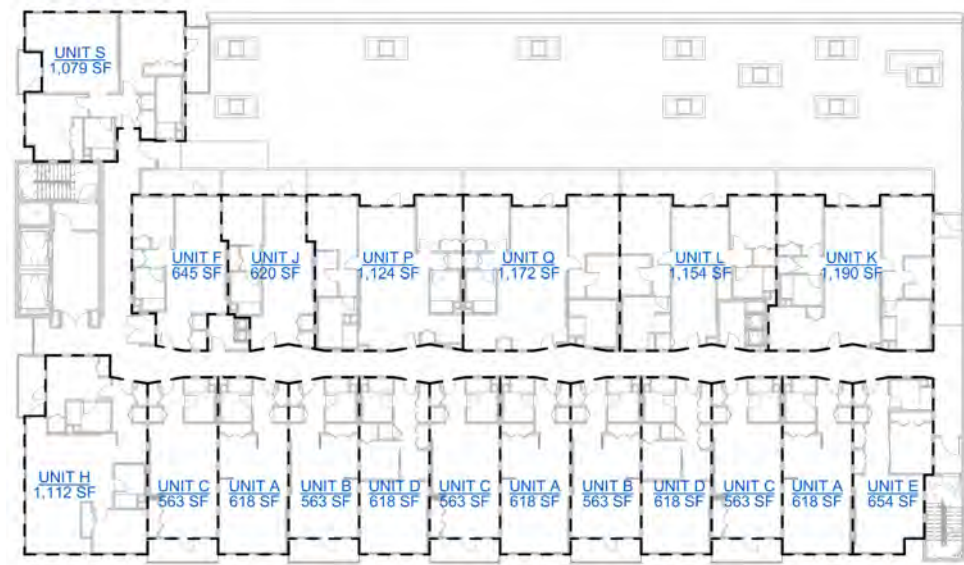 UNIT S
1,079 SF
UNIT F
645 SF
UNIT J
620 SF
UNIT P
1,124 SF
UNIT Q
1,172 SF
UNIT L
1,154 SF
UNIT K
1,190 SF
UNIT H
1,112 SF
UNIT C
563 SF
UNIT A
618 SF
UNIT B
563 SF
UNIT D
618 SF
UNIT C
563 SF
UNIT A
618 SF
UNIT B
563 SF
UNIT D
618 SF
UNIT C
563 SF
UNIT A
618 SF
UNIT E
654 SF